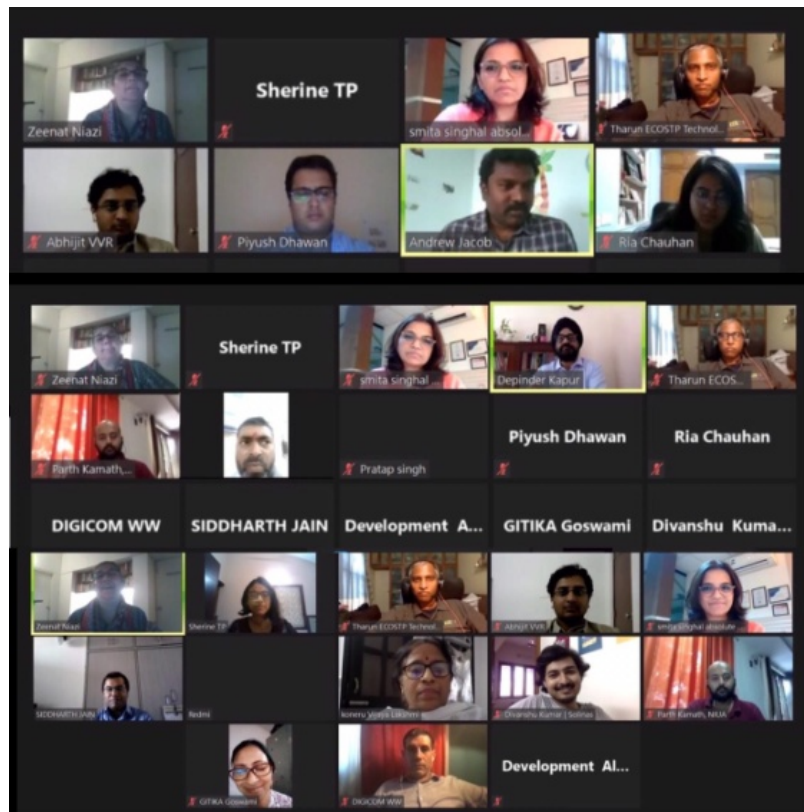 Sherine TP
Zeenat Niazi
smita singhal absol...
Tharun ECOSTP Technol...
Abhijit VVR
Piyush Dhawan
Andrew Jacob
Ria Chauhan
Sherine TP
Zeenat Niazi
smita singhal
Depinder Kapur
Tharun ECOS...
Piyush Dhawan
Ria Chauhan
Parth Kamath,...
Pratap singh
DIGICOM WW
SIDDHARTH JAIN
Development A...
GITIKA Goswami
Divanshu Kuma...
Zeenat Niazi
Sherine TP
Tharun ECOSTP Technol...
Abhijit VVR
smita singhal absolute
SIDDHARTH JAIN
Redmi
koneru Vijaya Lakshmi
Divanshu Kumar | Solinas
Parth Kamath, NIUA
Development Al...
GITIKA Goswami
DIGICOM WW